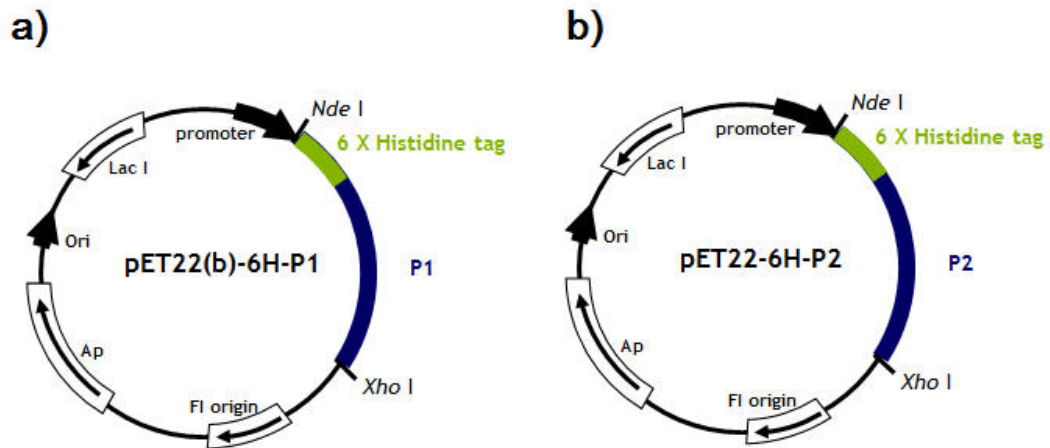 a)
Nde I
promoter
6 X Histidine tag
Lac I
Ori
pET22(b)-6H-P1
P1
Ap
Xho I
FI origin
b)
Nde I
promoter
6 X Histidine tag
Lac I
Ori
pET22-6H-P2
P2
Ap
Xho I
FI origin